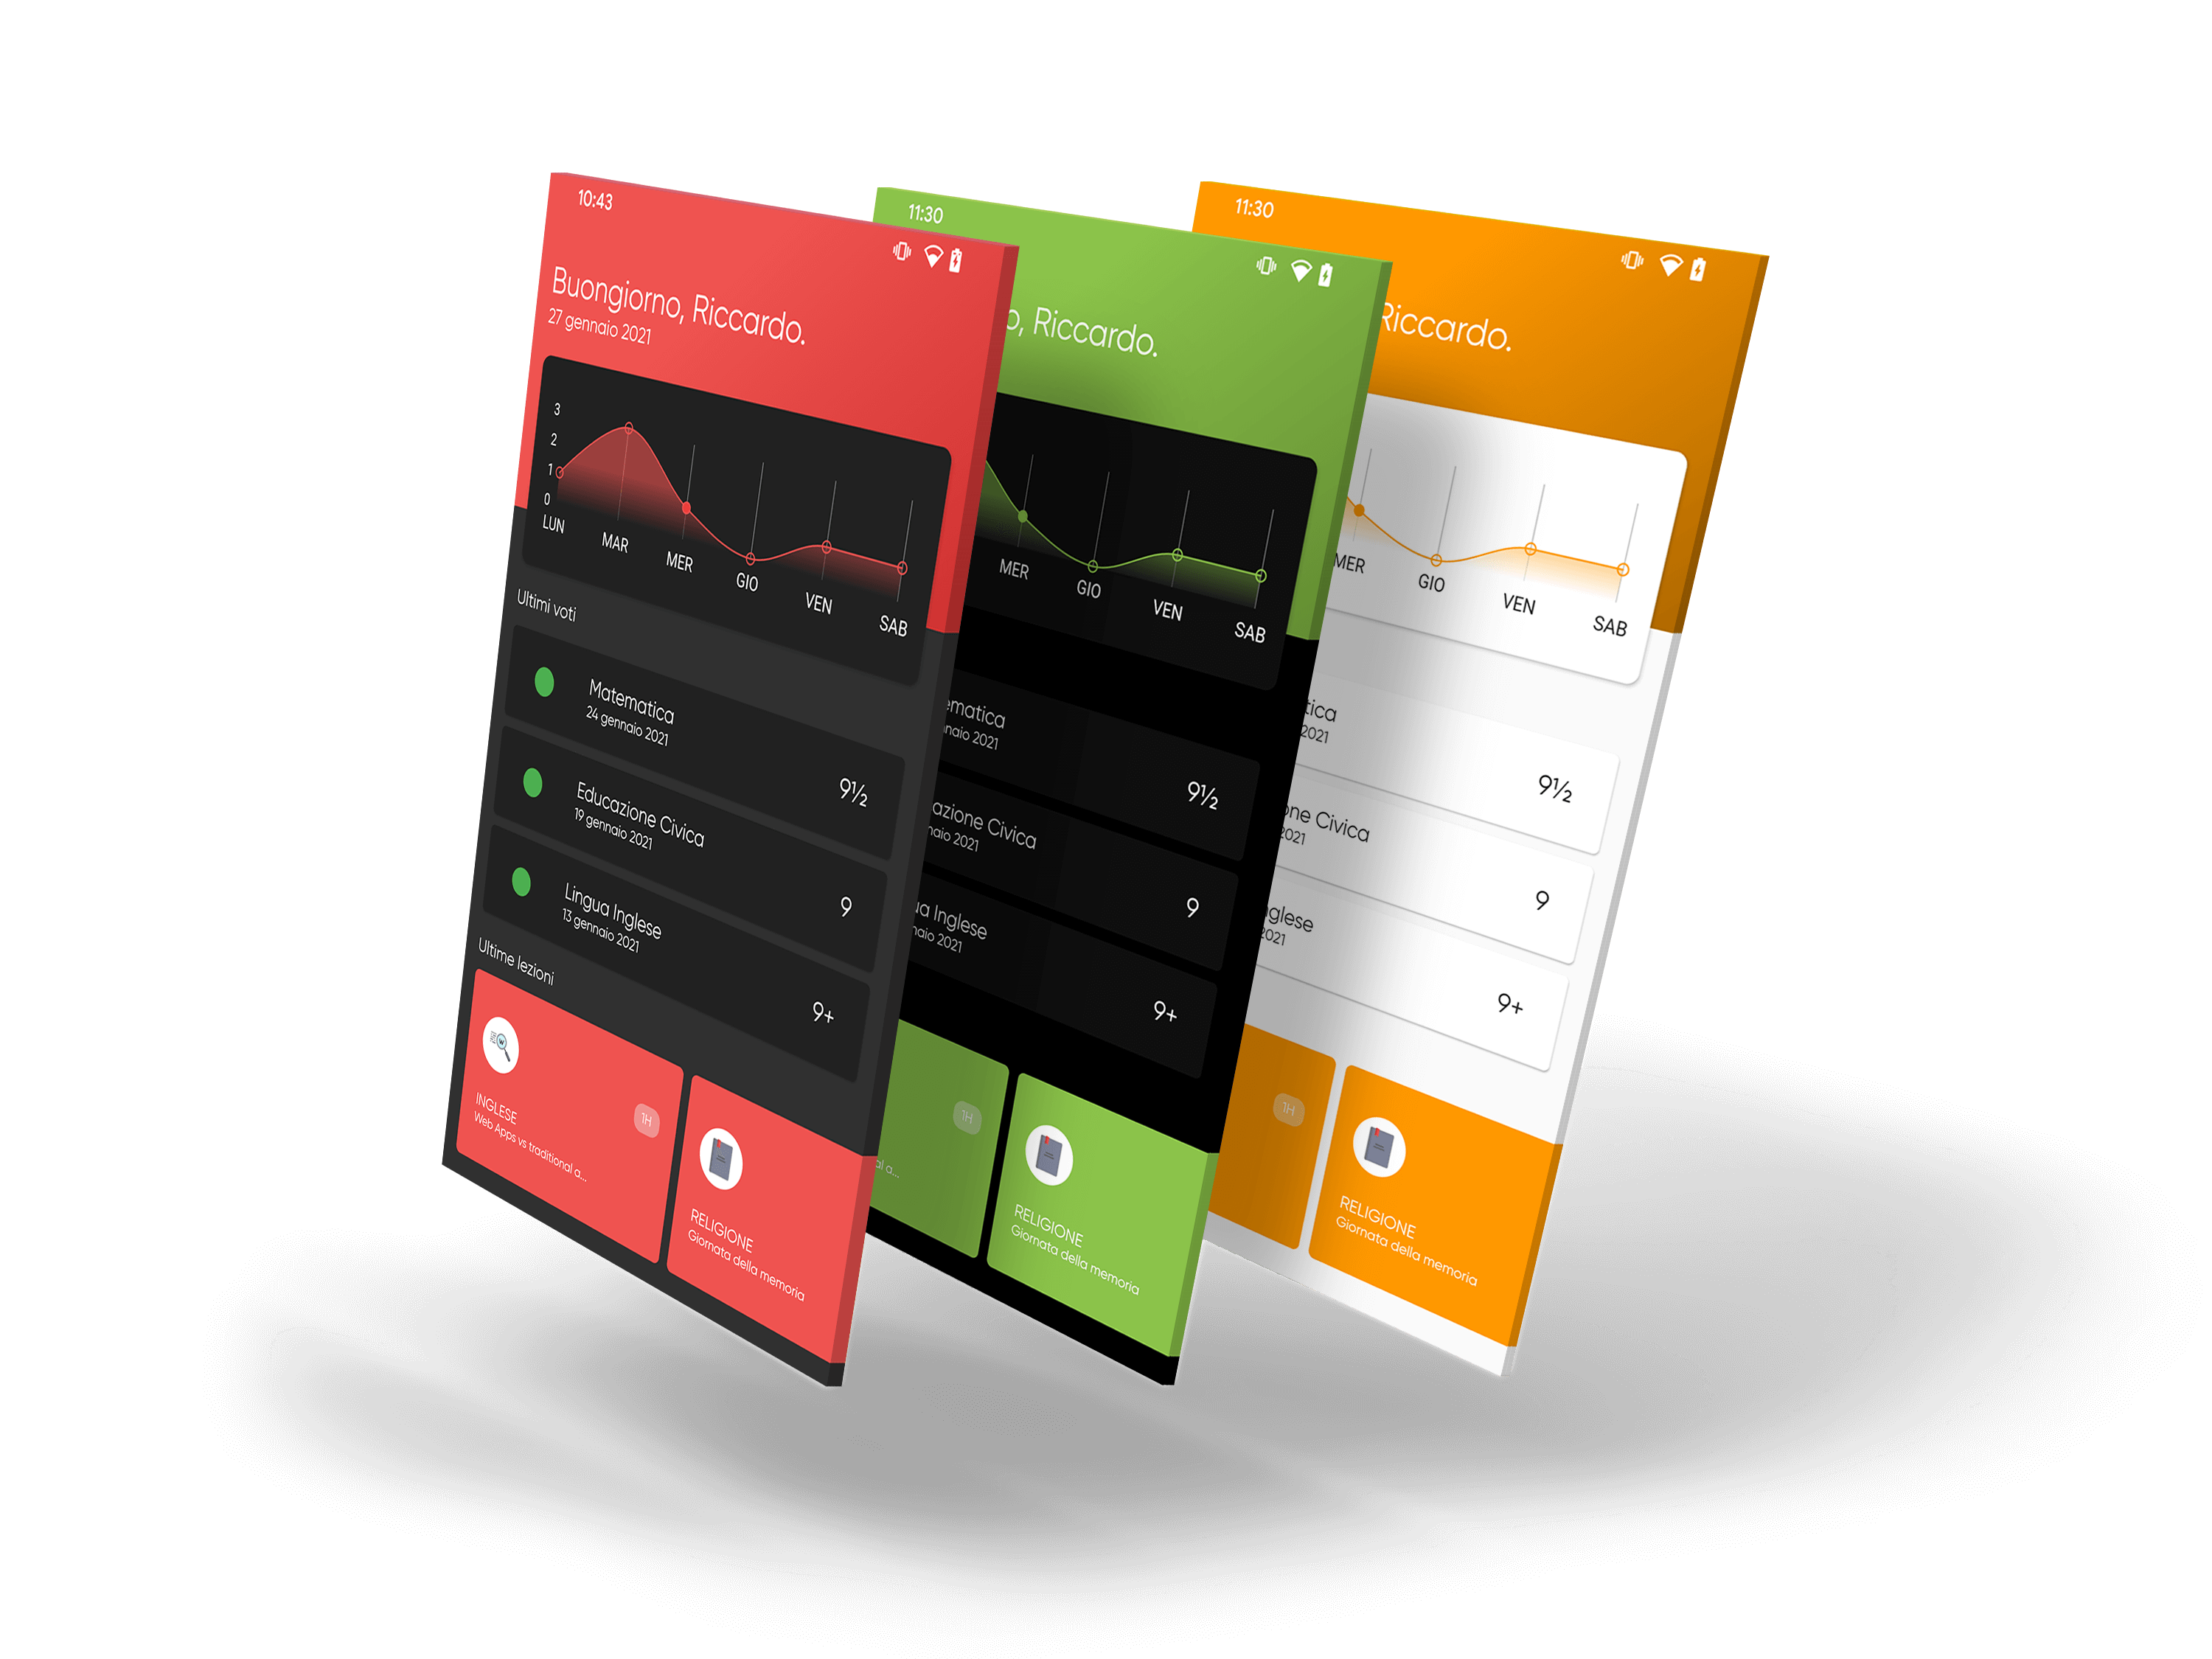 10:43
Buongiorno, Riccardo.
27 gennaio 2021
3
2
1
0
LUN
MAR
MER
GIO
VEN
SAB
Ultimi voti
Matematica
24 gennaio 2021
9½
Educazione Civica
19 gennaio 2021
9
Lingua Inglese
13 gennaio 2021
9+
Ultime lezioni
INGLESE
1H
Web Apps vs traditional a...
RELIGIONE
Giornata della memoria
11:30
o, Riccardo.
MER
GIO
VEN
SAB
ematica
nnaio 2021
9½
azione Civica
naio 2021
9
ua Inglese
naio 2021
9+
1H
al a...
RELIGIONE
Giornata della memoria
11:30
Riccardo.
MER
GIO
VEN
SAB
tica
2021
9½
one Civica
2021
9
nglese
2021
9+
1H
RELIGIONE
Giornata della memoria